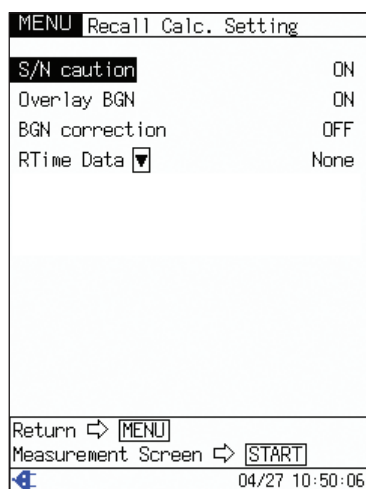 MENU Recall Calc. Setting
S/N caution ON
Overlay BGN ON
BGN correction OFF
RTime Data ▼ None
Return ⇨ MENU
Measurement Screen ⇨ START
04/27 10:50:06